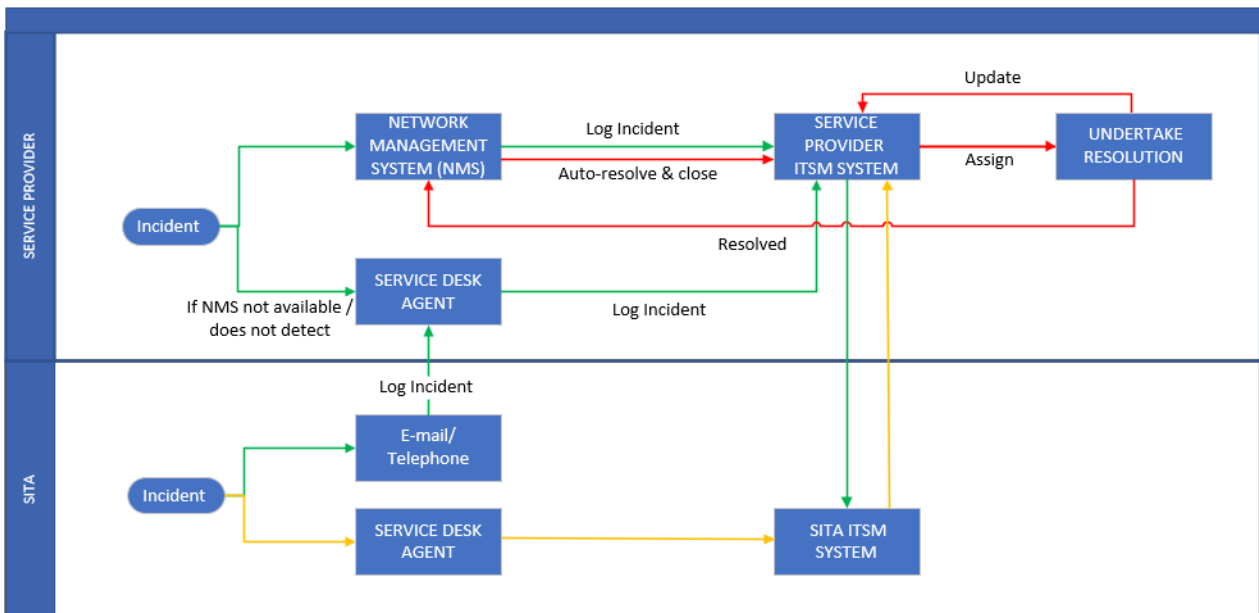 SERVICE PROVIDER
Update
NETWORK
MANAGEMENT
SYSTEM (NMS)
Log Incident
Auto-resolve & close
SERVICE
PROVIDER
ITSM SYSTEM
Assign
UNDERTAKE
RESOLUTION
Incident
Resolved
If NMS not available /
does not detect
SERVICE DESK
AGENT
Log Incident
SITA
Log Incident
E-mail/
Telephone
Incident
SERVICE DESK
AGENT
SITA ITSM
SYSTEM